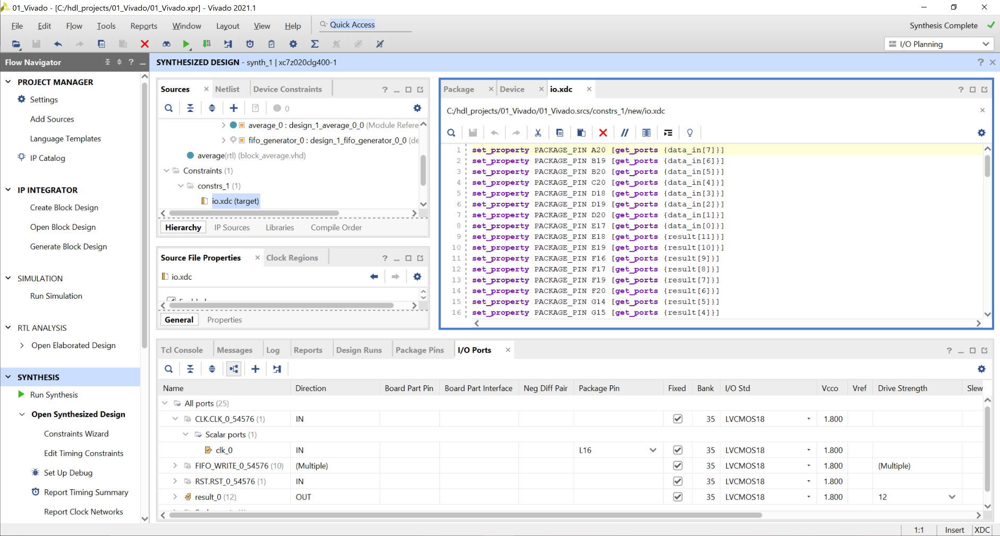 01_Vivado - [C:/hdl_projects/01_Vivado/01_Vivado.xpr] - Vivado 2021.1
File Edit Flow Tools Reports Window Layout View Help Quick Access
Synthesis Complete
I/O Planning
Flow Navigator
PROJECT MANAGER
Settings
Add Sources
Language Templates
IP Catalog
IP INTEGRATOR
Create Block Design
Open Block Design
Generate Block Design
SIMULATION
Run Simulation
RTL ANALYSIS
Open Elaborated Design
SYNTHESIS
Run Synthesis
Open Synthesized Design
Constraints Wizard
Edit Timing Constraints
Set Up Debug
Report Timing Summary
Report Clock Networks
SYNTHESIZED DESIGN - synth_1 | xc7z020clg400-1
Sources Netlist Device Constraints
0
average_0 : design_1_average_0_0 (Module Refere
fifo_generator_0 : design_1_fifo_generator_0_0 (de
average(rtl) (block_average.vhd)
Constraints (1)
constrs_1 (1)
io.xdc (target)
Hierarchy IP Sources Libraries Compile Order
Source File Properties Clock Regions
io.xdc
General Properties
Package Device io.xdc
C:/hdl_projects/01_Vivado/01_Vivado.srcs/constrs_1/new/io.xdc
1 set_property PACKAGE_PIN A20 [get_ports {data_in[7]}]
2 set_property PACKAGE_PIN B19 [get_ports {data_in[6]}]
3 set_property PACKAGE_PIN B20 [get_ports {data_in[5]}]
4 set_property PACKAGE_PIN C20 [get_ports {data_in[4]}]
5 set_property PACKAGE_PIN D18 [get_ports {data_in[3]}]
6 set_property PACKAGE_PIN D19 [get_ports {data_in[2]}]
7 set_property PACKAGE_PIN D20 [get_ports {data_in[1]}]
8 set_property PACKAGE_PIN E17 [get_ports {data_in[0]}]
9 set_property PACKAGE_PIN E18 [get_ports {result[11]}]
10 set_property PACKAGE_PIN E19 [get_ports {result[10]}]
11 set_property PACKAGE_PIN F16 [get_ports {result[9]}]
12 set_property PACKAGE_PIN F17 [get_ports {result[8]}]
13 set_property PACKAGE_PIN F19 [get_ports {result[7]}]
14 set_property PACKAGE_PIN F20 [get_ports {result[6]}]
15 set_property PACKAGE_PIN G14 [get_ports {result[5]}]
16 set_property PACKAGE_PIN G15 [get_ports {result[4]}]
Tcl Console Messages Log Reports Design Runs Package Pins I/O Ports
Name Direction Board Part Pin Board Part Interface Neg Diff Pair Package Pin Fixed Bank I/O Std Vcco Vref Drive Strength Slew
All ports (25)
CLK.CLK_0_54576 (1) IN 35 LVCMOS18 1.800
Scalar ports (1)
clk_0 IN L16 35 LVCMOS18 1.800
FIFO_WRITE_0_54576 (10) (Multiple) 35 LVCMOS18 1.800 (Multiple)
RST.RST_0_54576 (1) IN 35 LVCMOS18 1.800
result_0 (12) OUT 35 LVCMOS18 1.800 12
1:1 Insert XDC